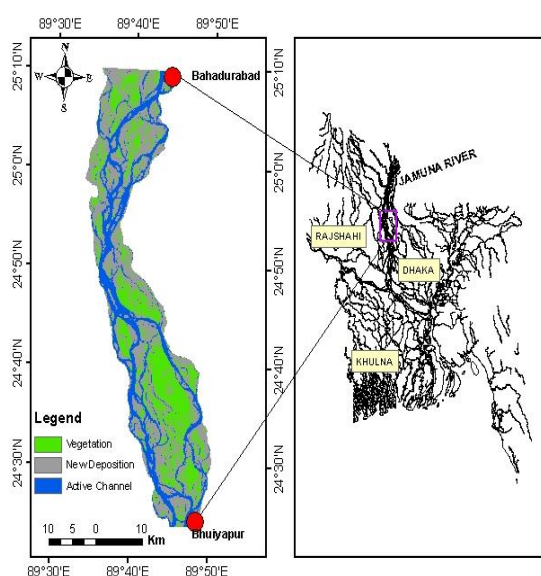 89°30'E 89°40'E 89°50'E
N
W E
S
25°10'N
25°0'N
24°50'N
24°40'N
24°30'N
Bahadurabad
Bhuiyapur
Legend
Vegetation
New Deposition
Active Channel
10 5 0 10
Km
89°30'E 89°40'E 89°50'E
25°10'N
25°0'N
24°50'N
24°40'N
24°30'N
JAMUNA RIVER
RAJSHAHI
DHAKA
KHULNA